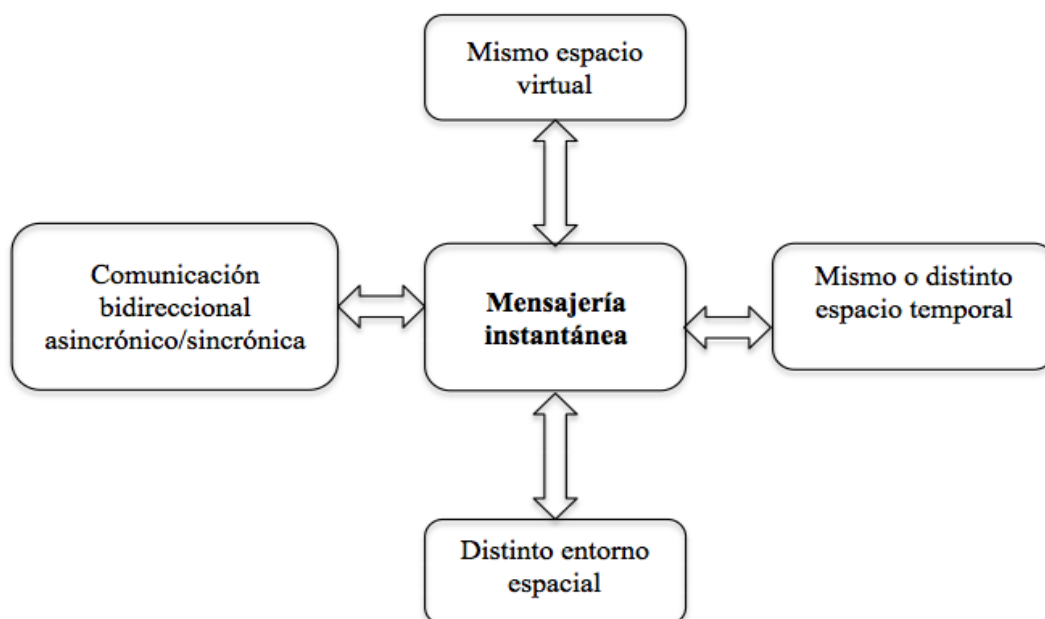 Mismo espacio
virtual
Comunicación
bidireccional
asincrónico/sincrónica
Mensajería
instantánea
Mismo o distinto
espacio temporal
Distinto entorno
espacial